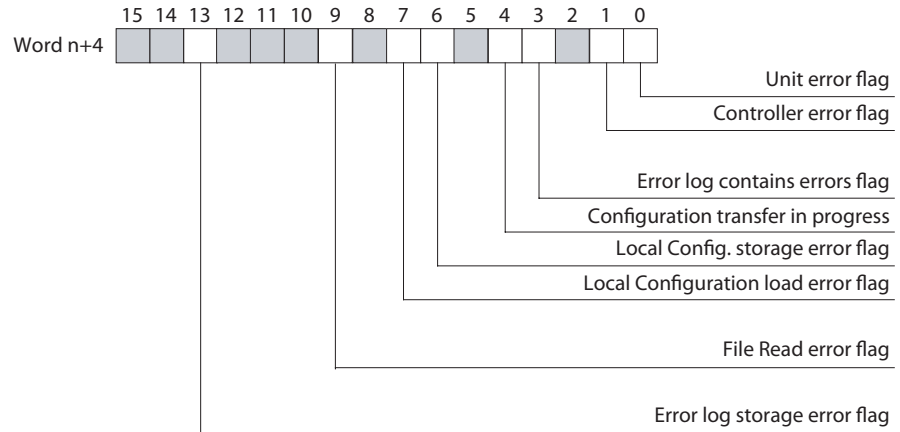 15 14 13 12 11 10 9 8 7 6 5 4 3 2 1 0
Word n+4
Unit error flag
Controller error flag
Error log contains errors flag
Configuration transfer in progress
Local Config. storage error flag
Local Configuration load error flag
File Read error flag
Error log storage error flag